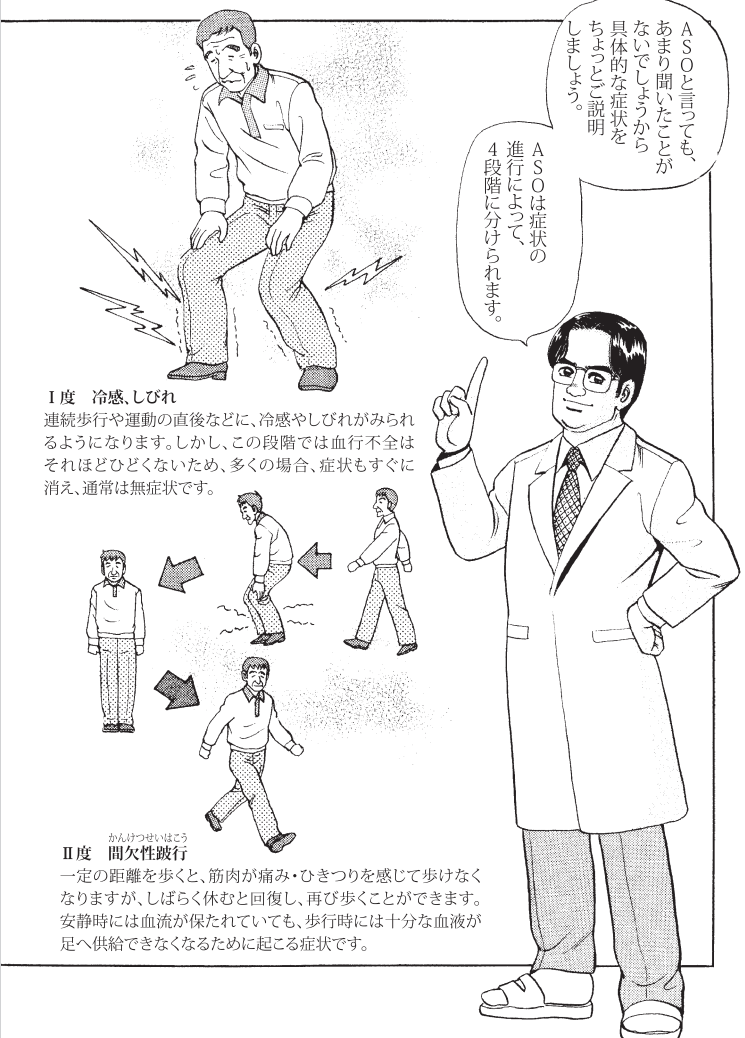 ASOと言っても、
あまり聞いたことが
ないでしょうから
具体的な症状を
ちょっとご説明
しましょう。
ASOは症状の
進行によって、
4段階に分けられます。
Ⅰ度　冷感、しびれ
連続歩行や運動の直後などに、冷感やしびれがみられ
るようになります。しかし、この段階では血行不全は
それほどひどくないため、多くの場合、症状もすぐに
消え、通常は無症状です。
かんけつせいはこう
Ⅱ度　間欠性跛行
一定の距離を歩くと、筋肉が痛み・ひきつりを感じて歩けなく
なりますが、しばらく休むと回復し、再び歩くことができます。
安静時には血流が保たれていても、歩行時には十分な血液が
足へ供給できなくなるために起こる症状です。